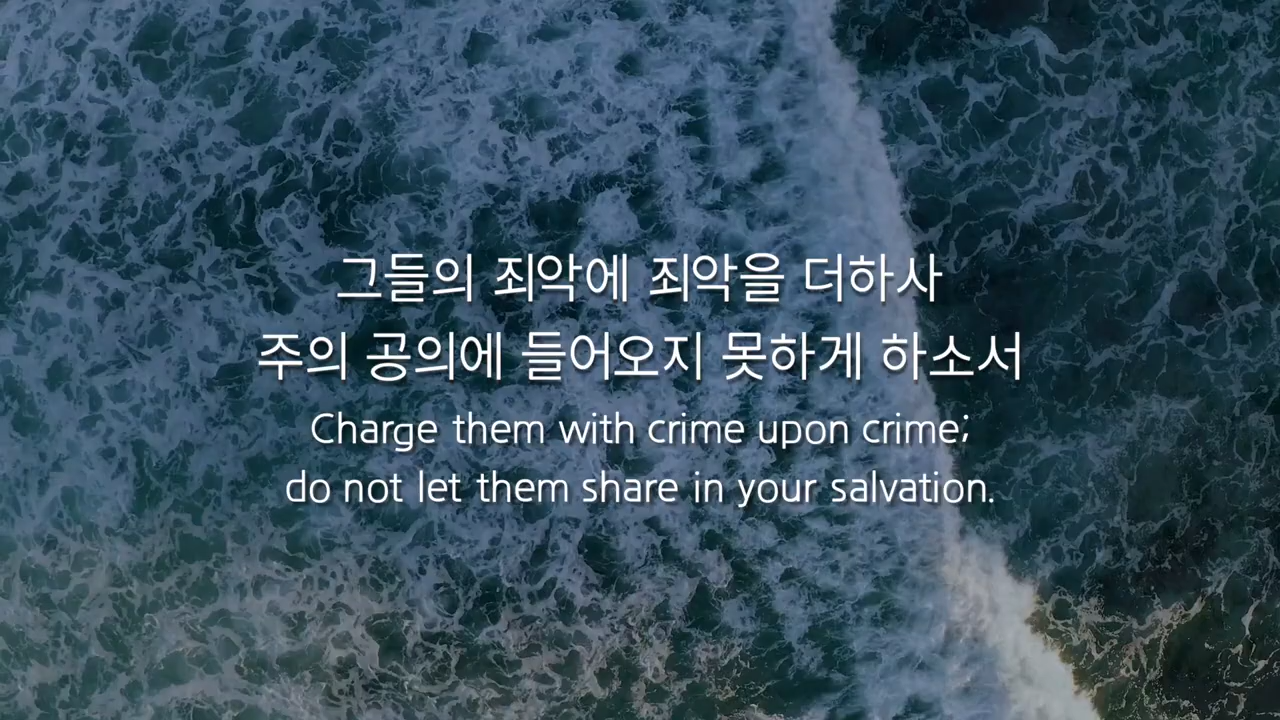 그들의 죄악에 죄악을 더하사
주의 공의에 들어오지 못하게 하소서
Charge them with crime upon crime;
do not let them share in your salvation.